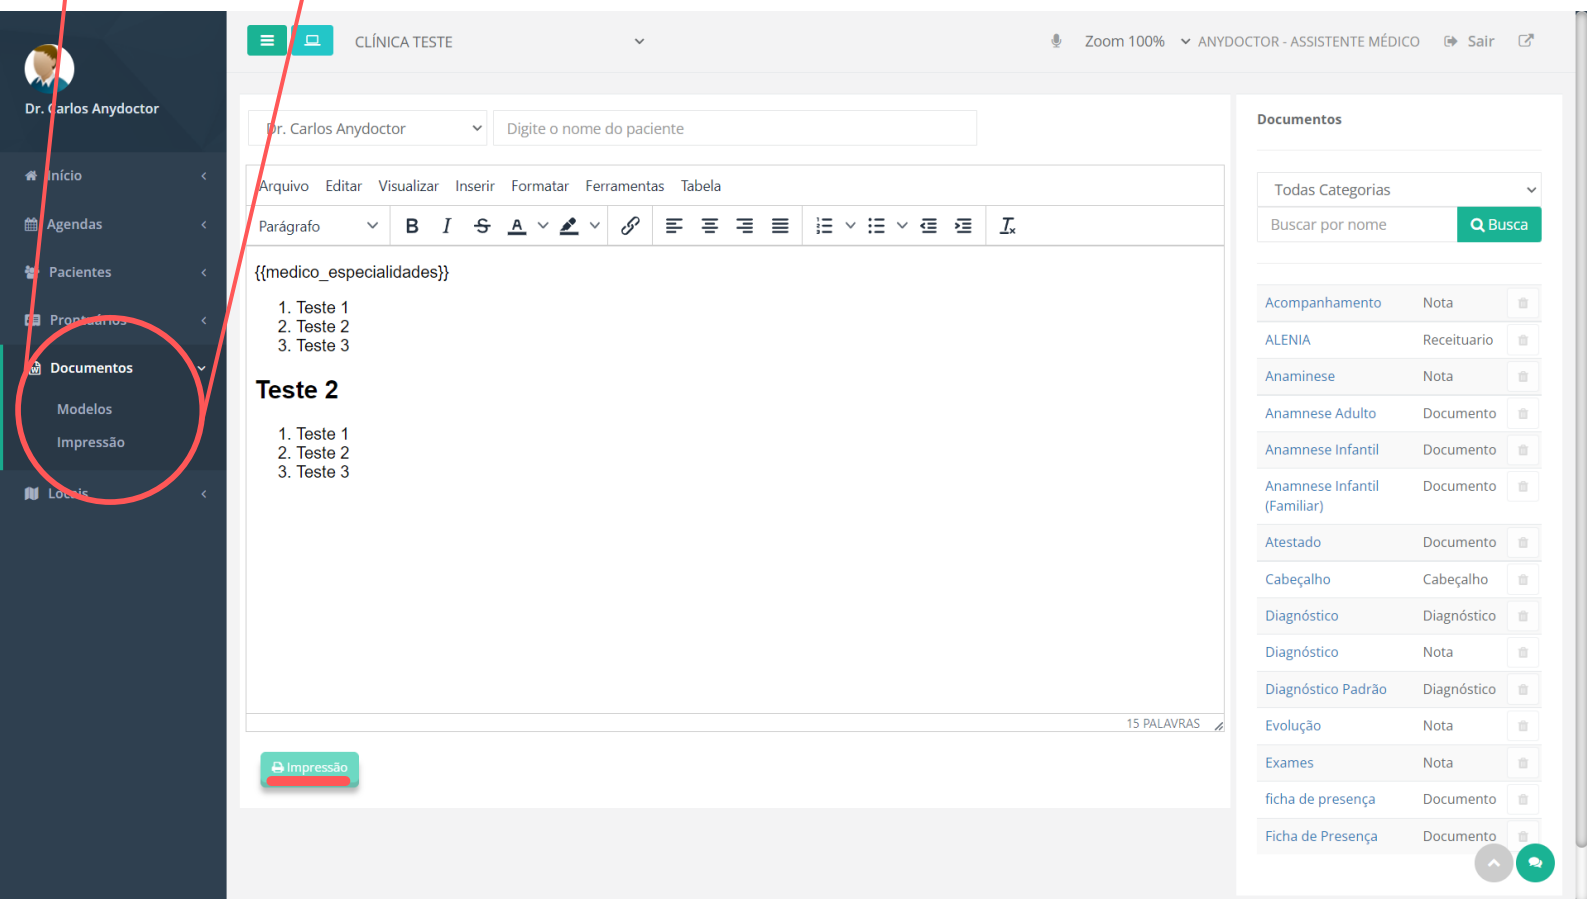 CLÍNICA TESTE
Zoom 100%
ANYDOCTOR - ASSISTENTE MÉDICO
Sair
Dr. Carlos Anydoctor
Início
Agendas
Pacientes
Prontuários
Documentos
Modelos
Impressão
Locais
Dr. Carlos Anydoctor
Digite o nome do paciente
Arquivo Editar Visualizar Inserir Formatar Ferramentas Tabela
Parágrafo
{{medico_especialidades}}
1. Teste 1
2. Teste 2
3. Teste 3
Teste 2
1. Teste 1
2. Teste 2
3. Teste 3
15 PALAVRAS
Impressão
Documentos
Todas Categorias
Buscar por nome
Busca
Acompanhamento Nota
ALENIA Receituario
Anaminese Nota
Anamnese Adulto Documento
Anamnese Infantil Documento
Anamnese Infantil Documento
(Familiar)
Atestado Documento
Cabeçalho Cabeçalho
Diagnóstico Diagnóstico
Diagnóstico Nota
Diagnóstico Padrão Diagnóstico
Evolução Nota
Exames Nota
ficha de presença Documento
Ficha de Presença Documento